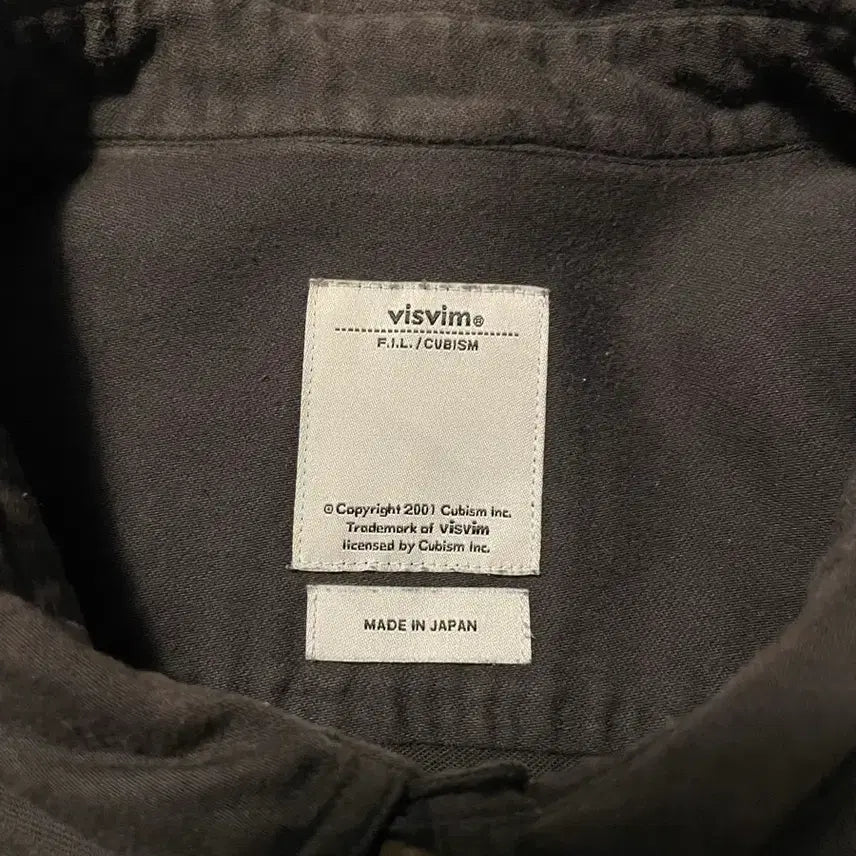 visvim®
F.I.L./CUBISM
© Copyright 2001 Cubism Inc.
Trademark of visvim
licensed by Cubism Inc.
MADE IN JAPAN